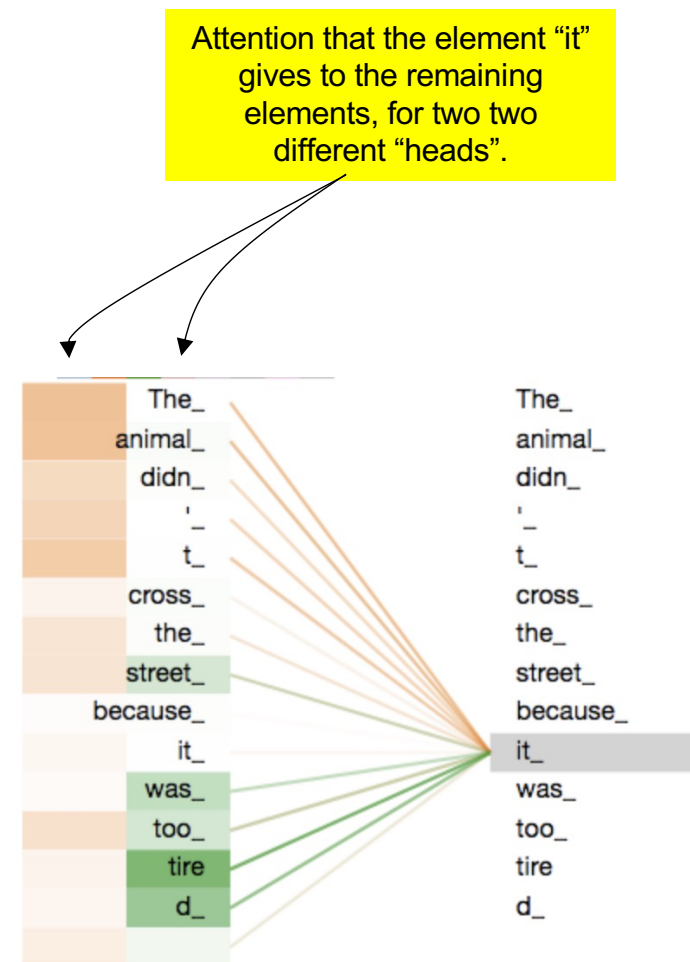 Attention that the element “it”
gives to the remaining
elements, for two two
different “heads”.
The_ The_
animal_ animal_
didn_ didn_
'_ '_
t_ t_
cross_ cross_
the_ the_
street_ street_
because_ because_
it_ it_
was_ was_
too_ too_
tire tire
d_ d_